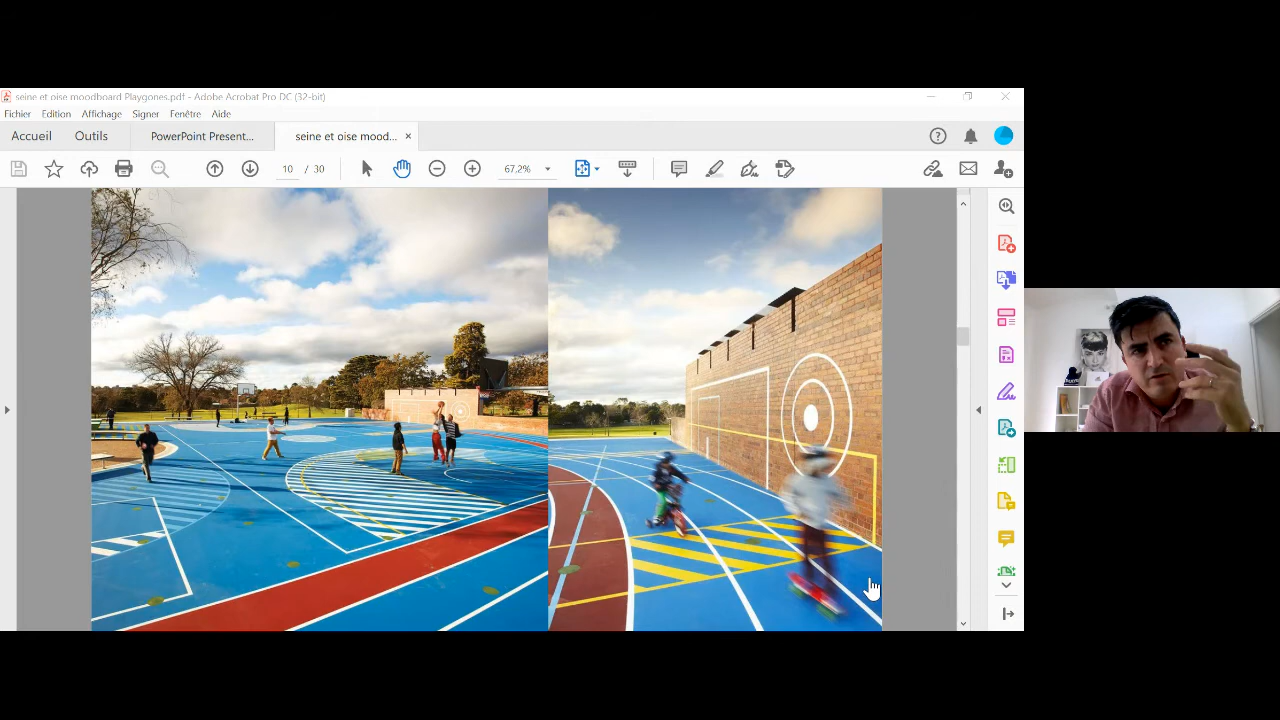 seine et oise moodboard Playgones.pdf - Adobe Acrobat Pro DC (32-bit)
Fichier Edition Affichage Signer Fenêtre Aide
Accueil Outils PowerPoint Present... seine et oise mood... ×
10 / 30 67,2%